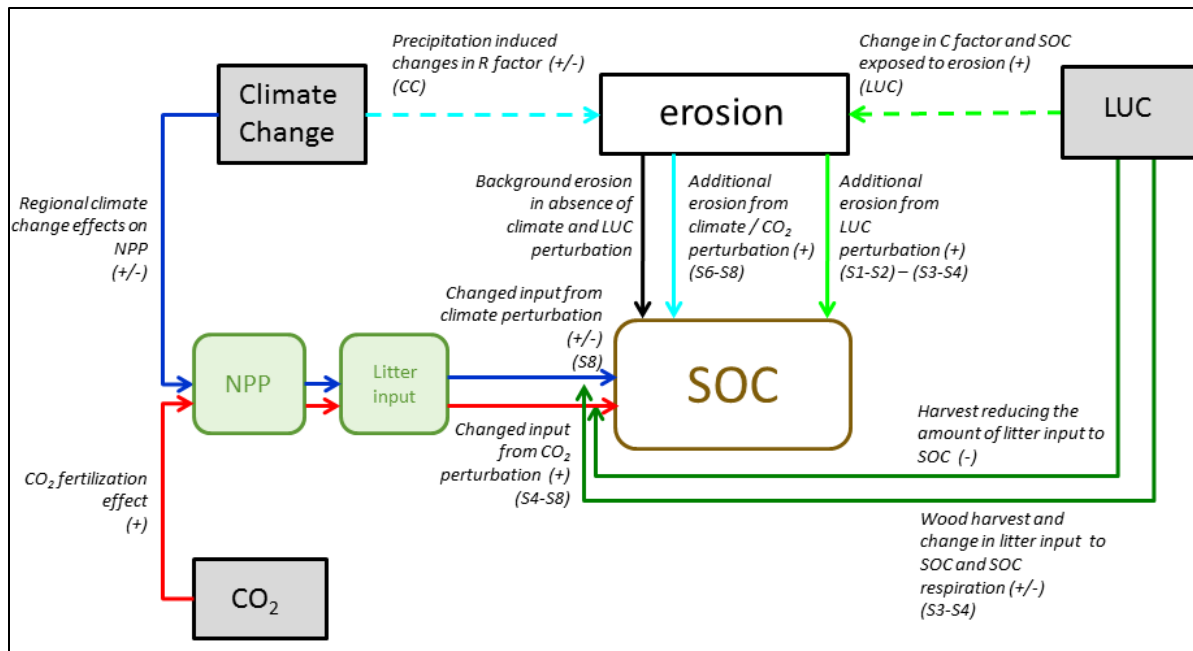 Precipitation induced
changes in R factor (+/-)
(CC)
Change in C factor and SOC
exposed to erosion (+)
(LUC)
Climate
Change
erosion
LUC
Regional climate
change effects on
NPP
(+/-)
Background erosion
in absence of
climate and LUC
perturbation
Additional
erosion from
climate / CO₂
perturbation (+)
(S6-S8)
Additional
erosion from
LUC
perturbation (+)
(S1-S2) – (S3-S4)
Changed input from
climate perturbation
(+/-)
(S8)
NPP
Litter
input
SOC
Changed input
from CO₂
perturbation (+)
(S4-S8)
Harvest reducing the
amount of litter input to
SOC (-)
CO₂ fertilization
effect
(+)
Wood harvest and
change in litter input to
SOC and SOC
respiration (+/-)
(S3-S4)
CO₂